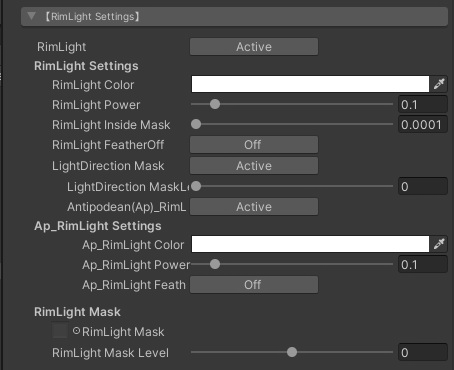 【RimLight Settings】
RimLight Active
RimLight Settings
RimLight Color
RimLight Power 0.1
RimLight Inside Mask 0.0001
RimLight FeatherOff Off
LightDirection Mask Active
LightDirection MaskLe 0
Antipodean(Ap)_RimL Active
Ap_RimLight Settings
Ap_RimLight Color
Ap_RimLight Power 0.1
Ap_RimLight Feath Off
RimLight Mask
RimLight Mask
RimLight Mask Level 0